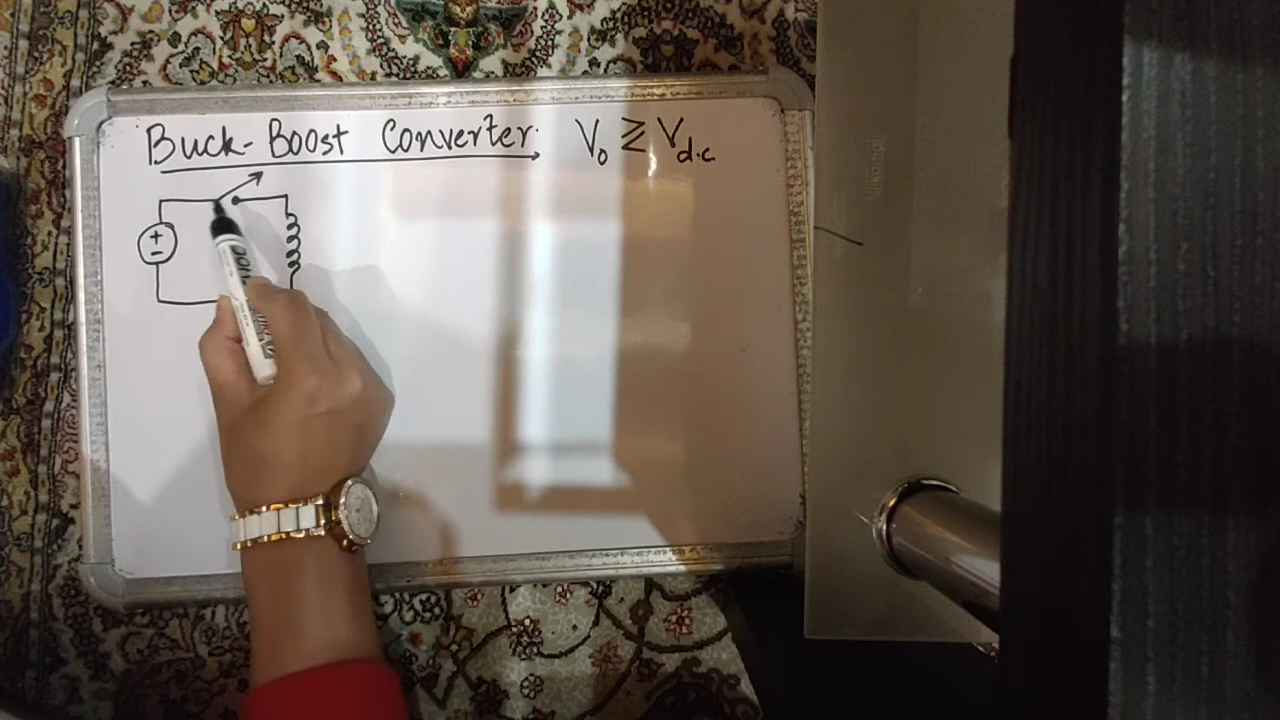 Buck-Boost Converter. V₀ ≷ Vd.c
+
−